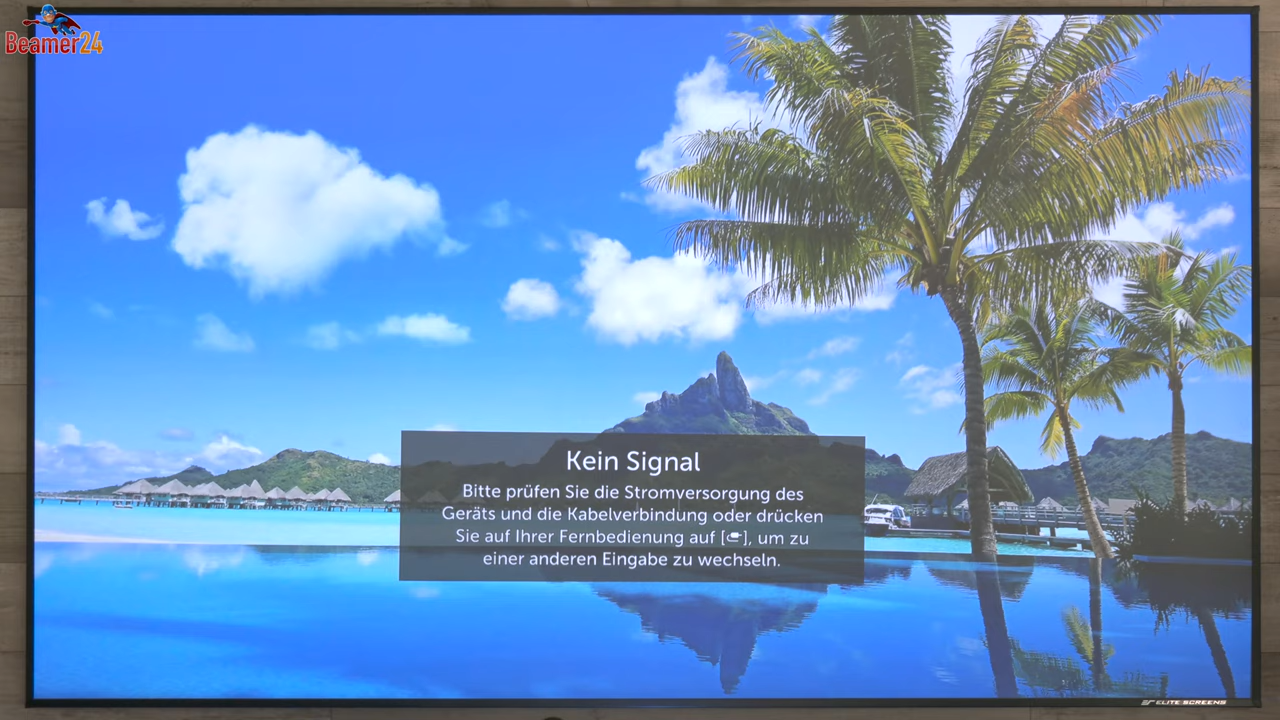 Beamer24
Kein Signal
Bitte prüfen Sie die Stromversorgung des
Geräts und die Kabelverbindung oder drücken
Sie auf Ihrer Fernbedienung auf [ ], um zu
einer anderen Eingabe zu wechseln.
ELITE SCREENS